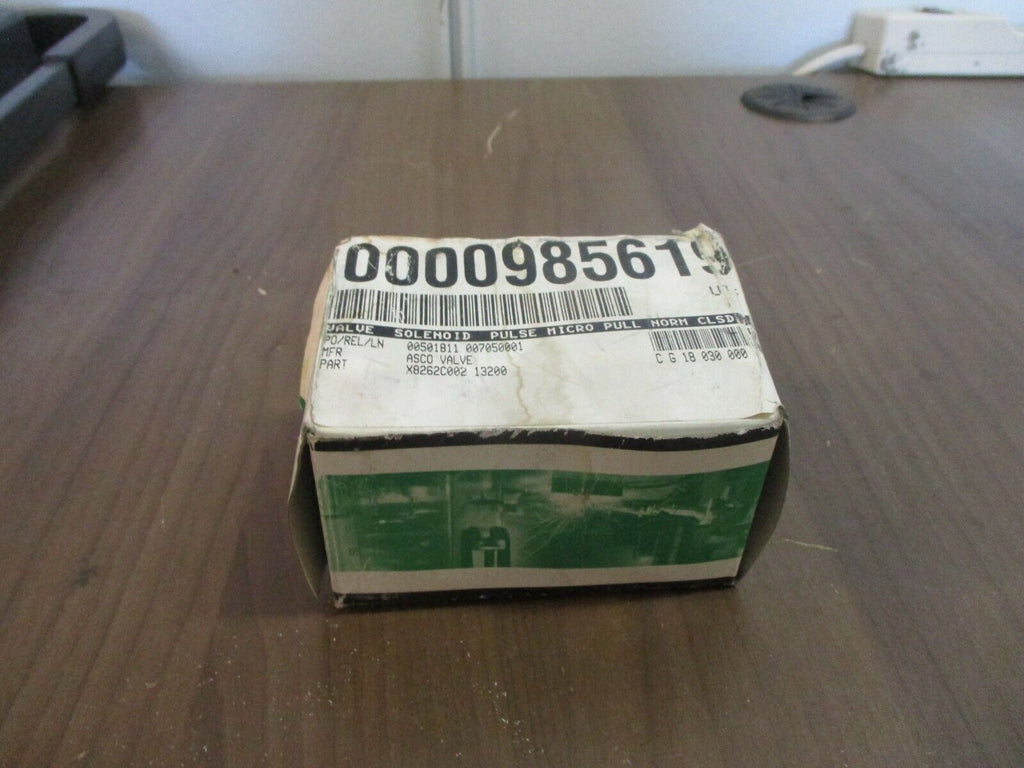 0000985619
VALVE SOLENOID PULSE MICRO PULL NORM CLSD
PO/REL/LN 00501811 007050001
MFR ASCO VALVE
PART X8262C002 13200
C G 18 030 000